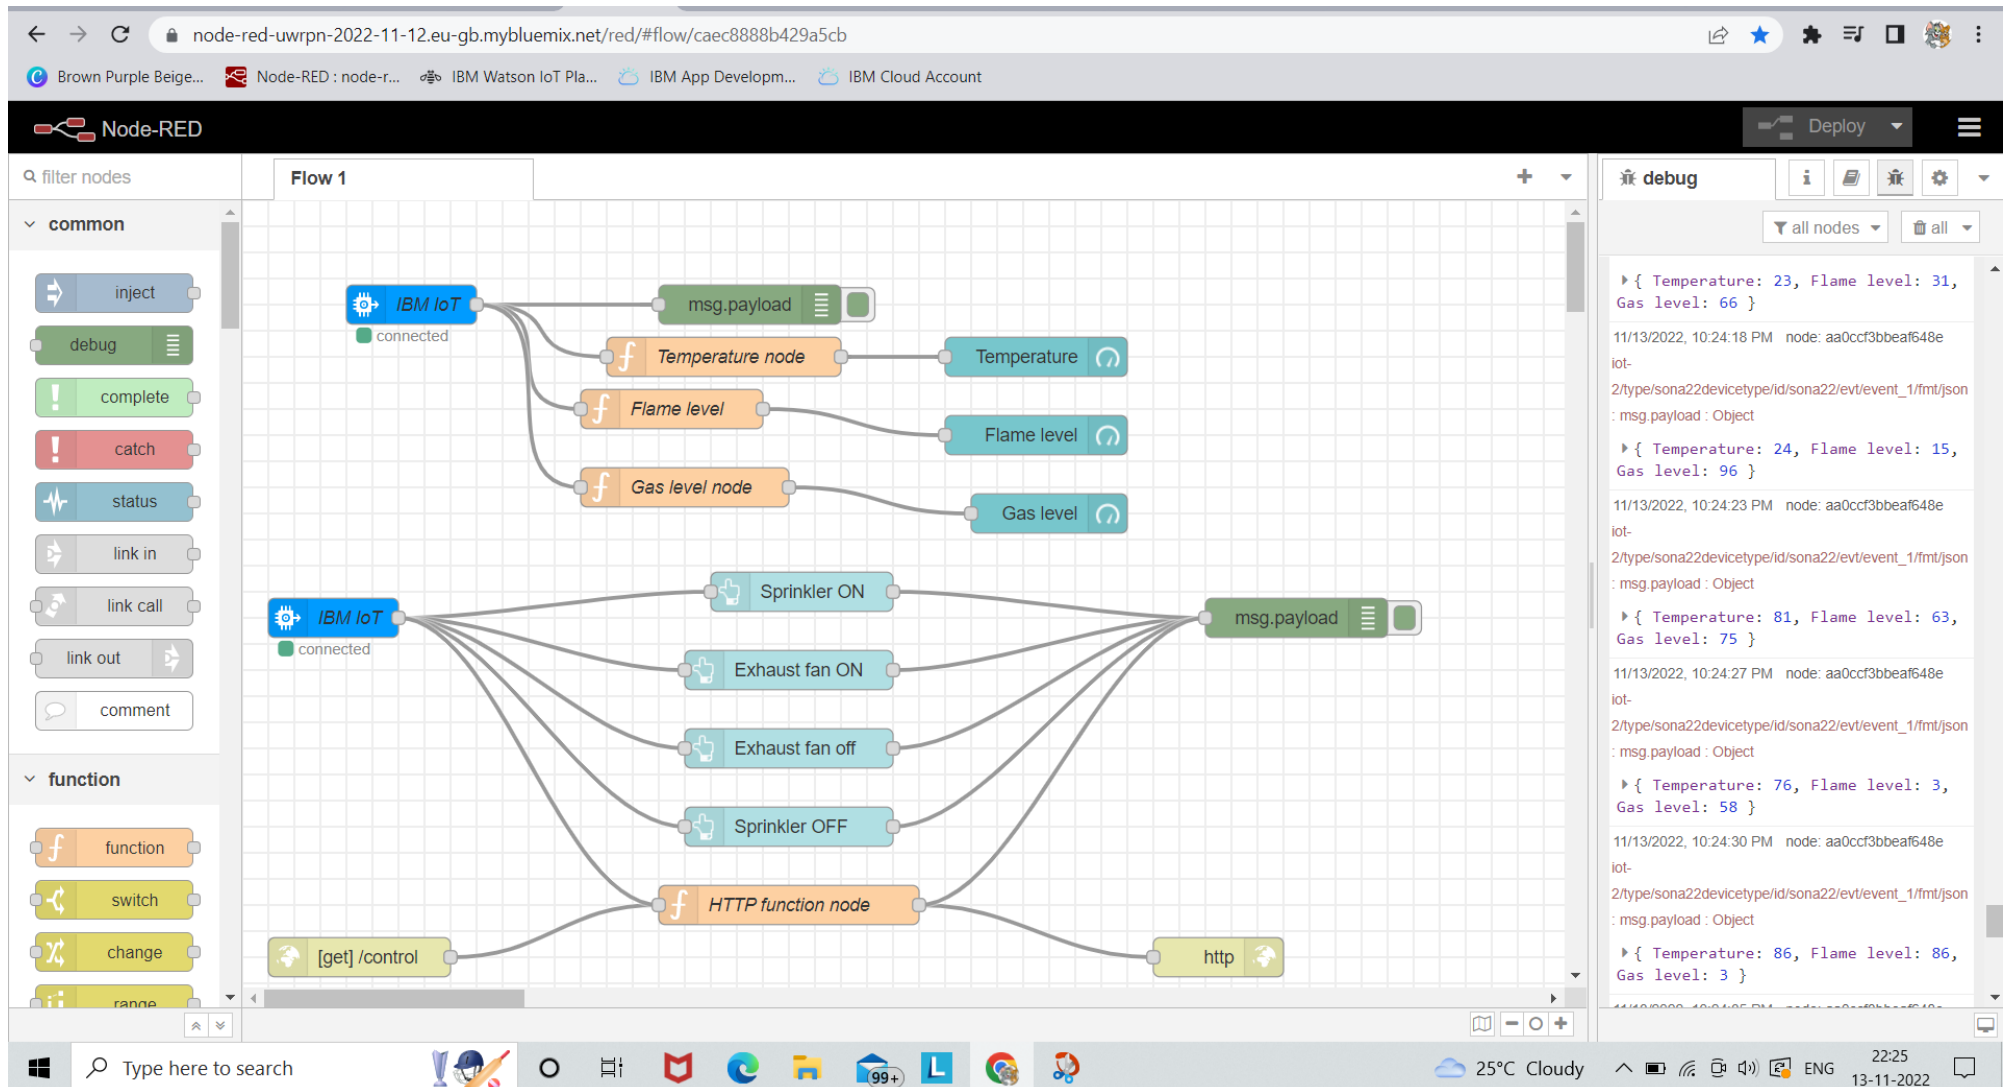 node-red-uwrpn-2022-11-12.eu-gb.mybluemix.net/red/#flow/caec8888b429a5cb
Brown Purple Beige...
Node-RED : node-r...
IBM Watson IoT Pla...
IBM App Developm...
IBM Cloud Account
Node-RED
Deploy
filter nodes
Flow 1
debug
i
all nodes
all
common
inject
debug
complete
catch
status
link in
link call
link out
comment
function
function
switch
change
range
IBM IoT
connected
msg.payload
Temperature node
Temperature
Flame level
Flame level
Gas level node
Gas level
IBM IoT
connected
Sprinkler ON
Exhaust fan ON
Exhaust fan off
Sprinkler OFF
msg.payload
HTTP function node
[get] /control
http
{ Temperature: 23, Flame level: 31,
Gas level: 66 }
11/13/2022, 10:24:18 PM node: aa0ccf3bbeaf648e
iot-
2/type/sona22devicetype/id/sona22/evt/event_1/fmt/json
: msg.payload : Object
{ Temperature: 24, Flame level: 15,
Gas level: 96 }
11/13/2022, 10:24:23 PM node: aa0ccf3bbeaf648e
iot-
2/type/sona22devicetype/id/sona22/evt/event_1/fmt/json
: msg.payload : Object
{ Temperature: 81, Flame level: 63,
Gas level: 75 }
11/13/2022, 10:24:27 PM node: aa0ccf3bbeaf648e
iot-
2/type/sona22devicetype/id/sona22/evt/event_1/fmt/json
: msg.payload : Object
{ Temperature: 76, Flame level: 3,
Gas level: 58 }
11/13/2022, 10:24:30 PM node: aa0ccf3bbeaf648e
iot-
2/type/sona22devicetype/id/sona22/evt/event_1/fmt/json
: msg.payload : Object
{ Temperature: 86, Flame level: 86,
Gas level: 3 }
Type here to search
99+
L
25°C Cloudy
ENG
22:25
13-11-2022